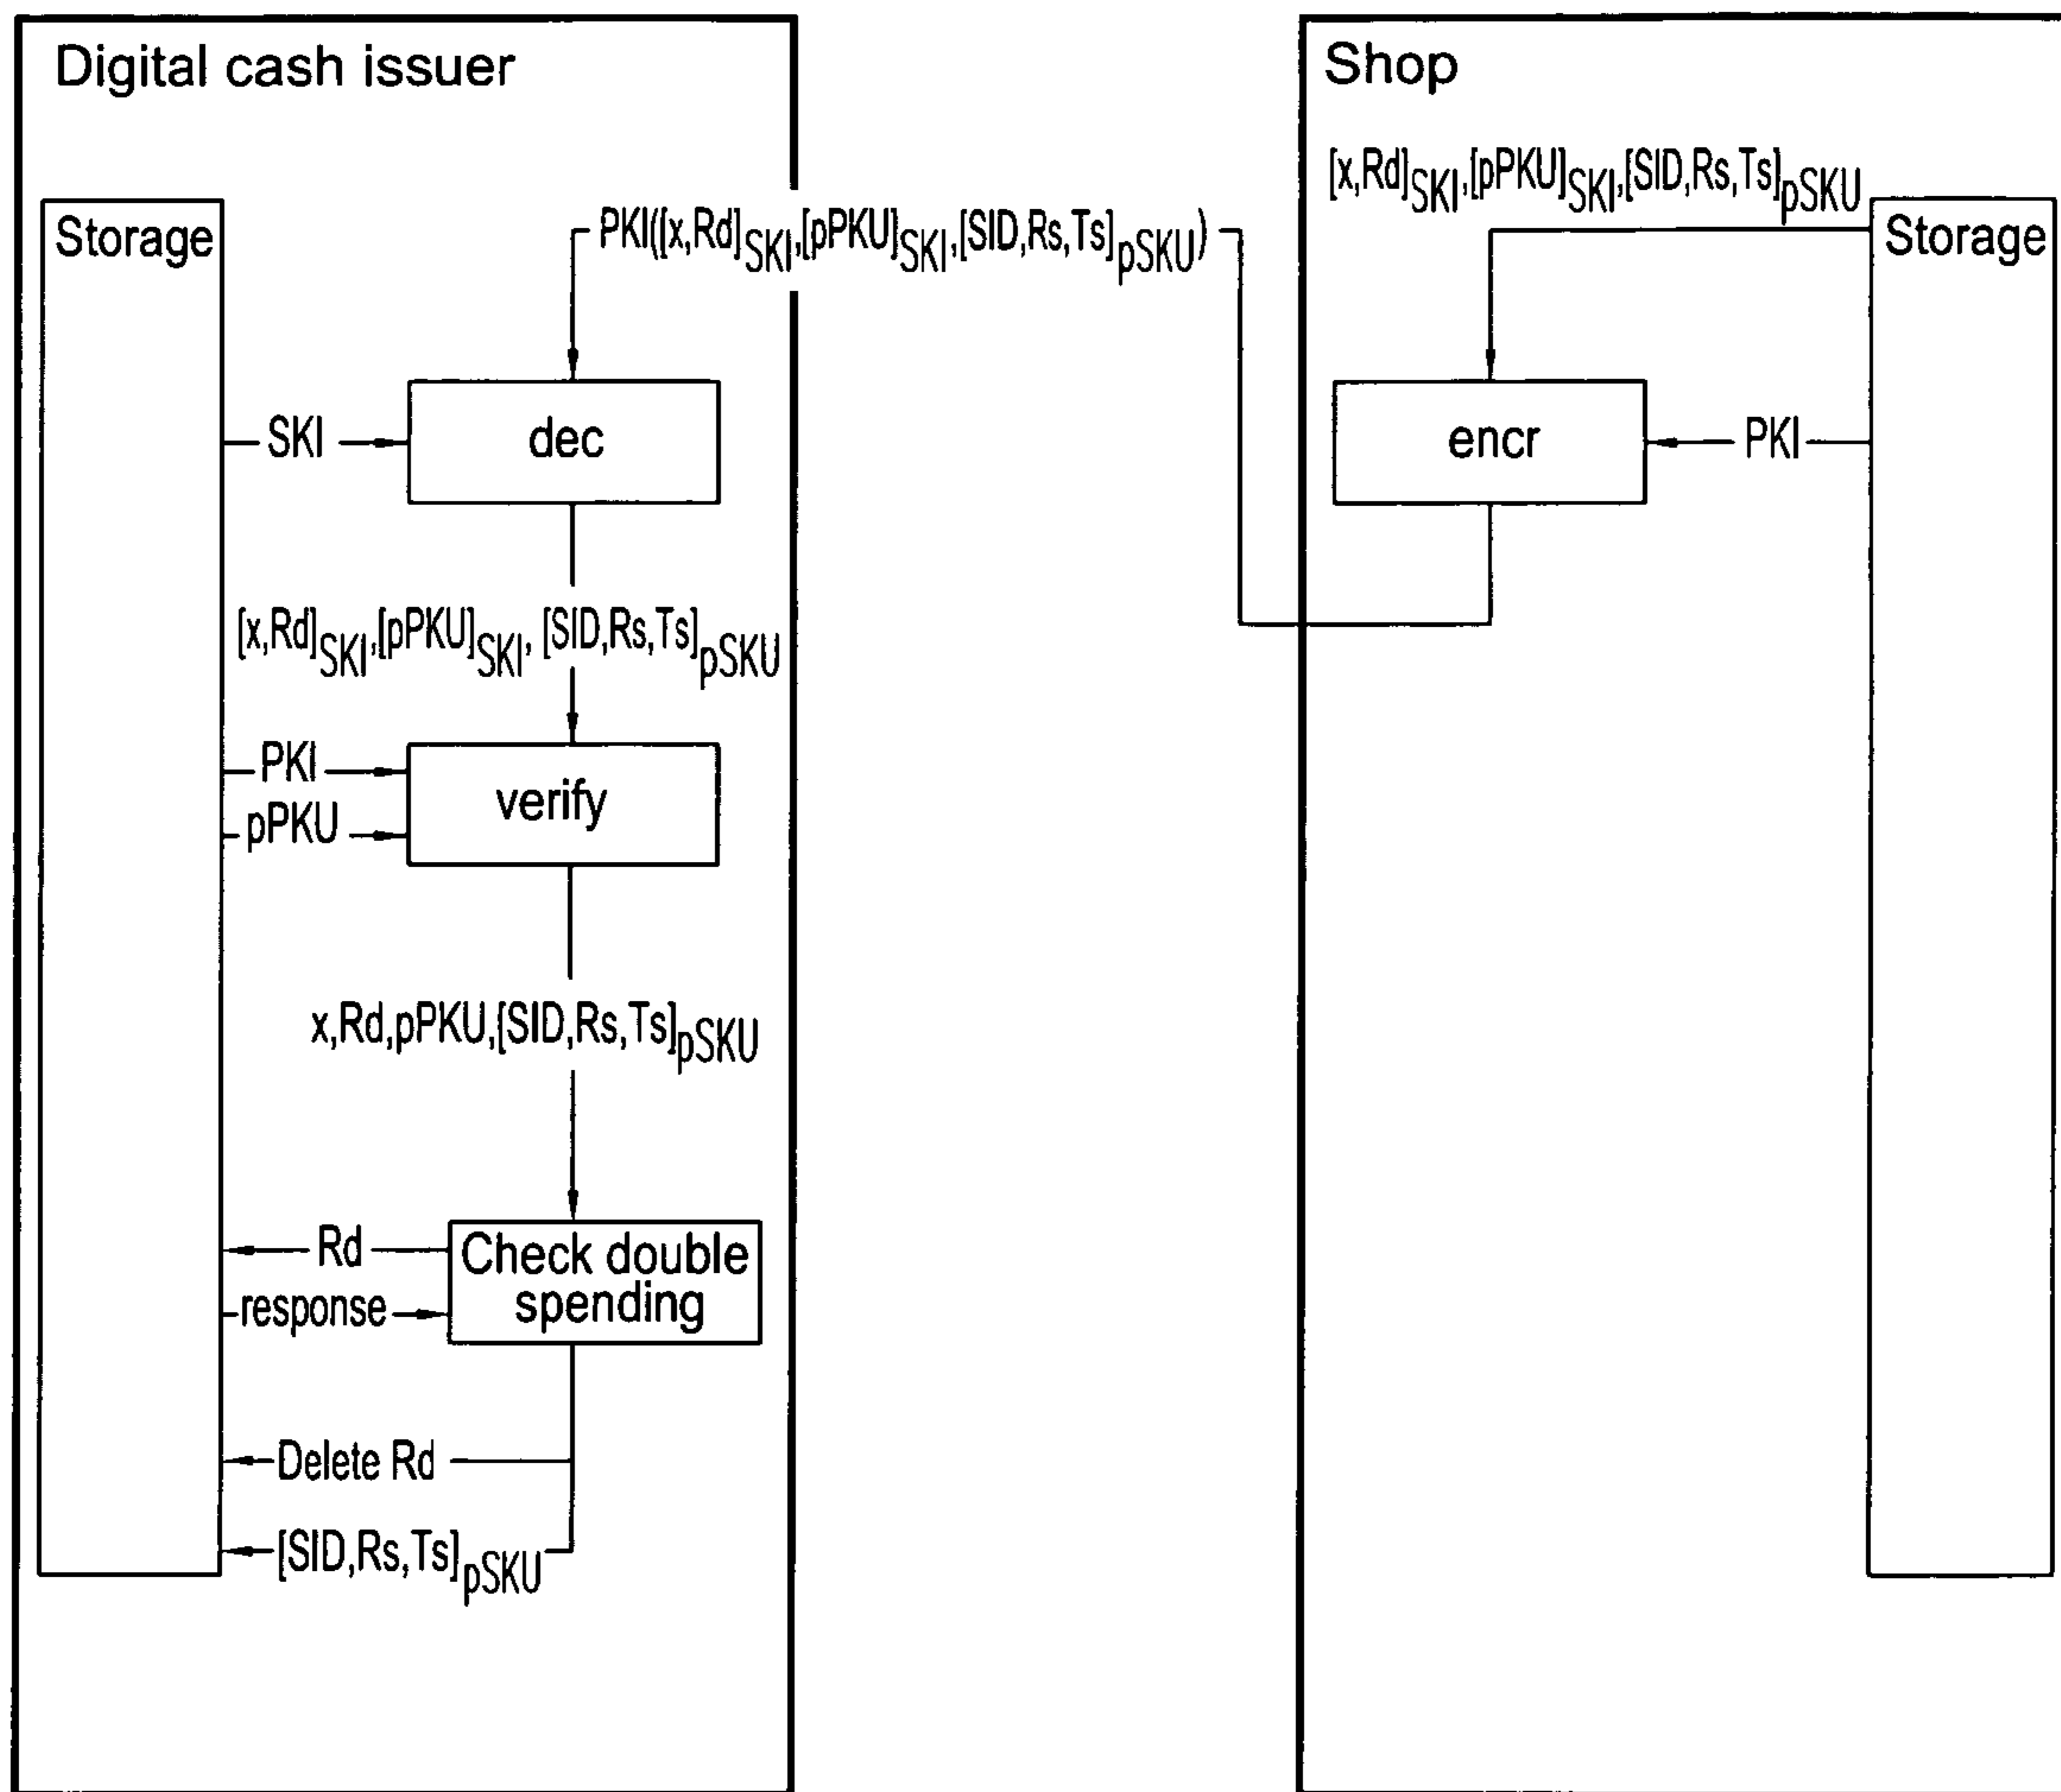 Digital cash issuer
Storage
PKI([x,Rd]SKI,[pPKU]SKI,[SID,Rs,Ts]pSKU)
SKI
dec
[x,Rd]SKI,[pPKU]SKI, [SID,Rs,Ts]pSKU
PKI
pPKU
verify
x,Rd,pPKU,[SID,Rs,Ts]pSKU
Rd
response
Check double
spending
Delete Rd
[SID,Rs,Ts]pSKU
Shop
[x,Rd]SKI,[pPKU]SKI,[SID,Rs,Ts]pSKU
Storage
encr
PKI